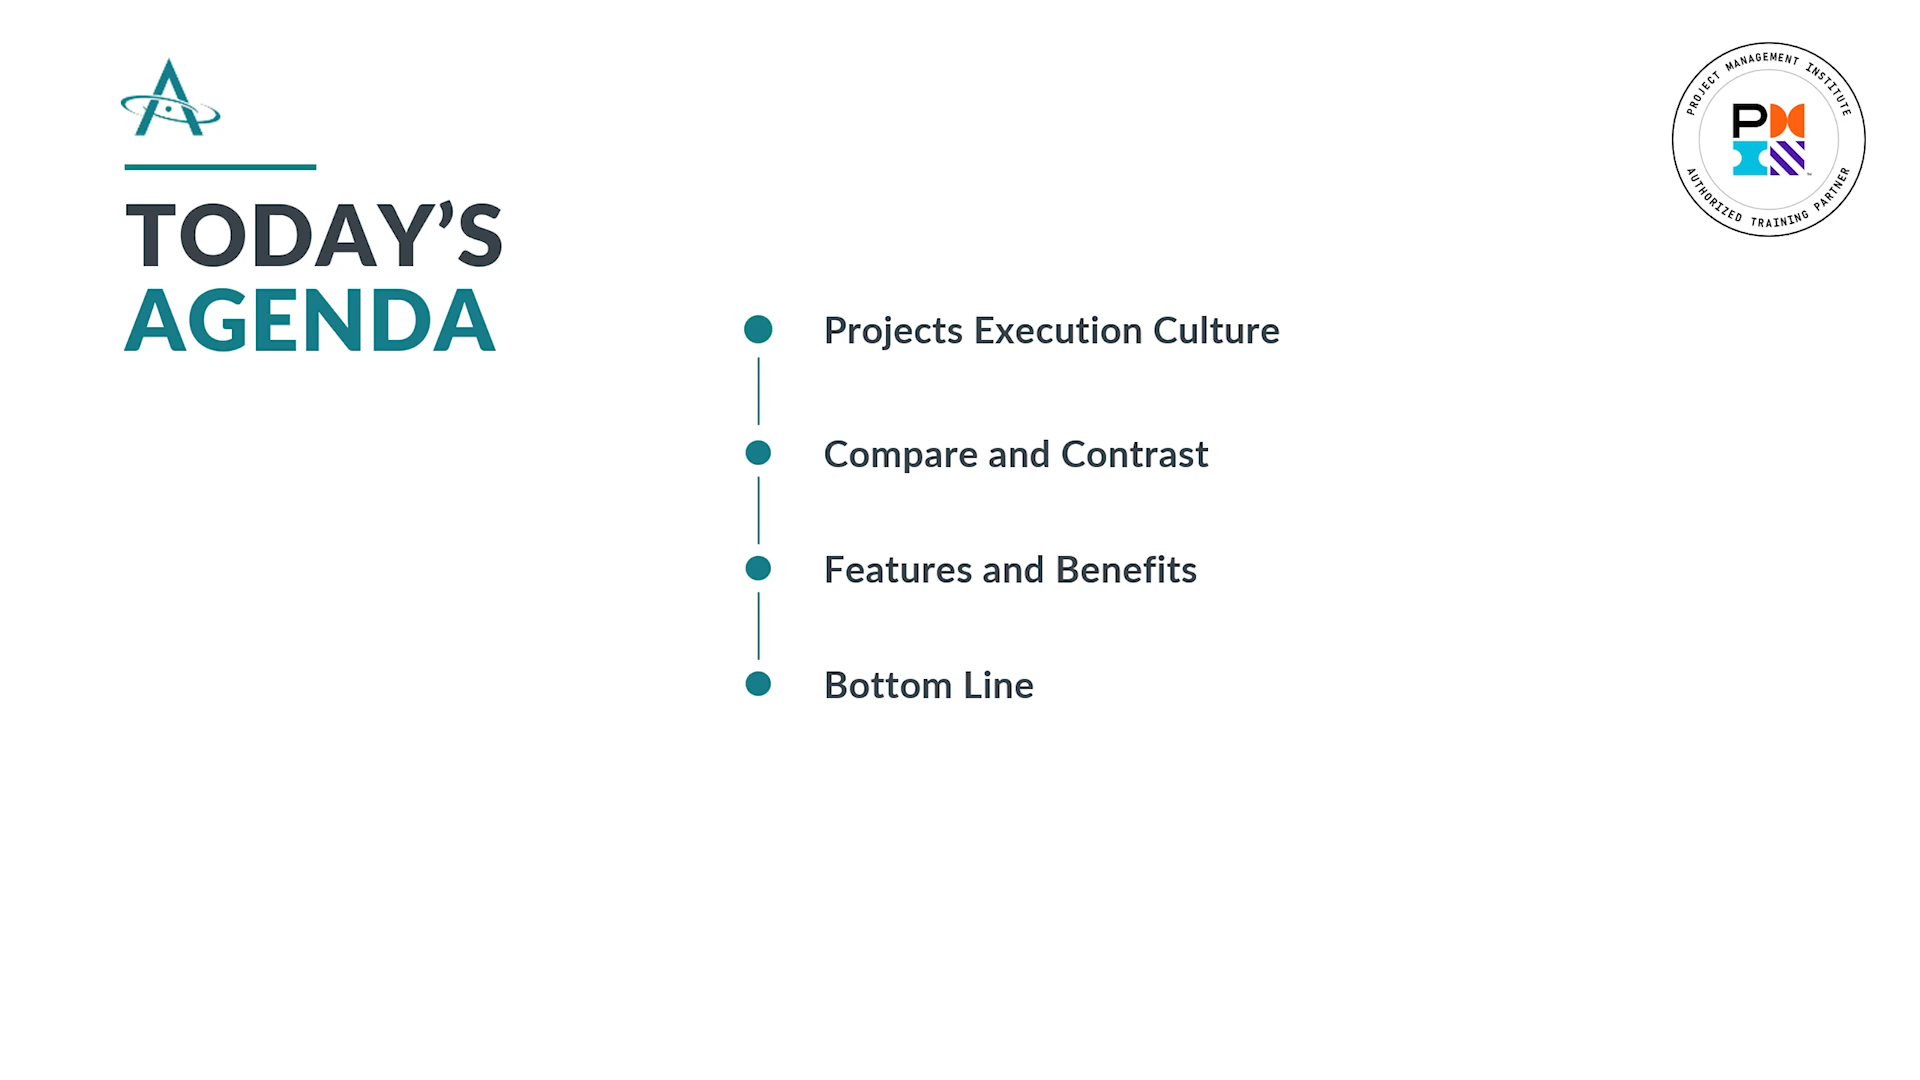 TODAY’S
AGENDA
PROJECT MANAGEMENT INSTITUTE
PMI
AUTHORIZED TRAINING PARTNER
Projects Execution Culture
Compare and Contrast
Features and Benefits
Bottom Line